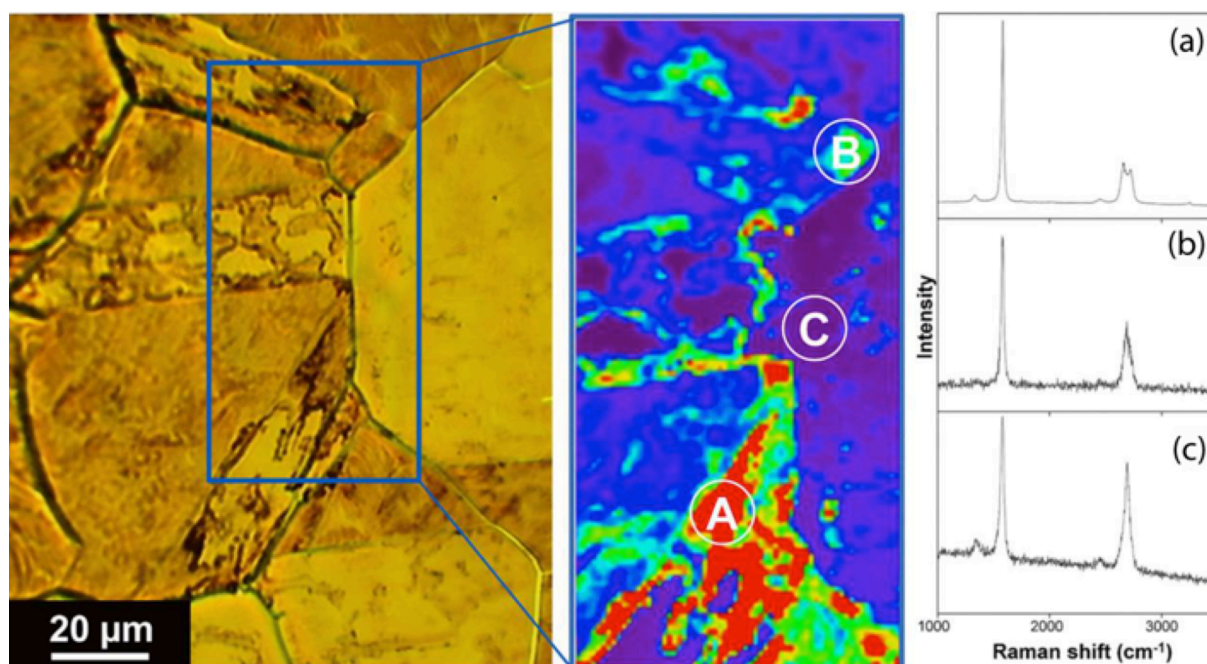 20 µm
B
C
A
(a)
(b)
(c)
Intensity
1000 2000 3000
Raman shift (cm⁻¹)